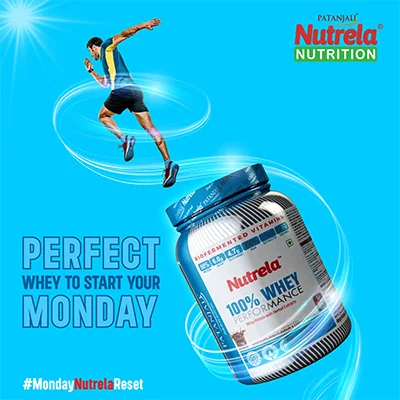 PATANJALI
Nutrela
NUTRITION
BIOFERMENTED VITAMINS
Nutrela
100% WHEY
PERFORMANCE
PERFECT
WHEY TO START YOUR
MONDAY
#MondayNutrelaReset